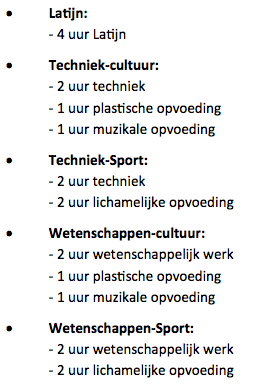 • Latijn:
- 4 uur Latijn
• Techniek-cultuur:
- 2 uur techniek
- 1 uur plastische opvoeding
- 1 uur muzikale opvoeding
• Techniek-Sport:
- 2 uur techniek
- 2 uur lichamelijke opvoeding
• Wetenschappen-cultuur:
- 2 uur wetenschappelijk werk
- 1 uur plastische opvoeding
- 1 uur muzikale opvoeding
• Wetenschappen-Sport:
- 2 uur wetenschappelijk werk
- 2 uur lichamelijke opvoeding